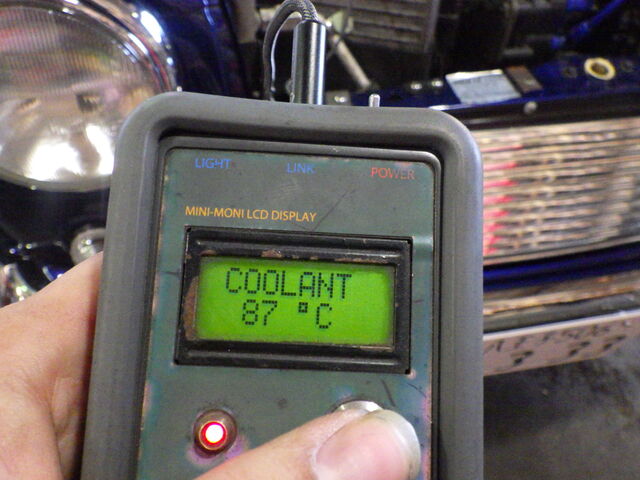 LIGHT LINK POWER
MINI-MONI LCD DISPLAY
COOLANT
87 °C